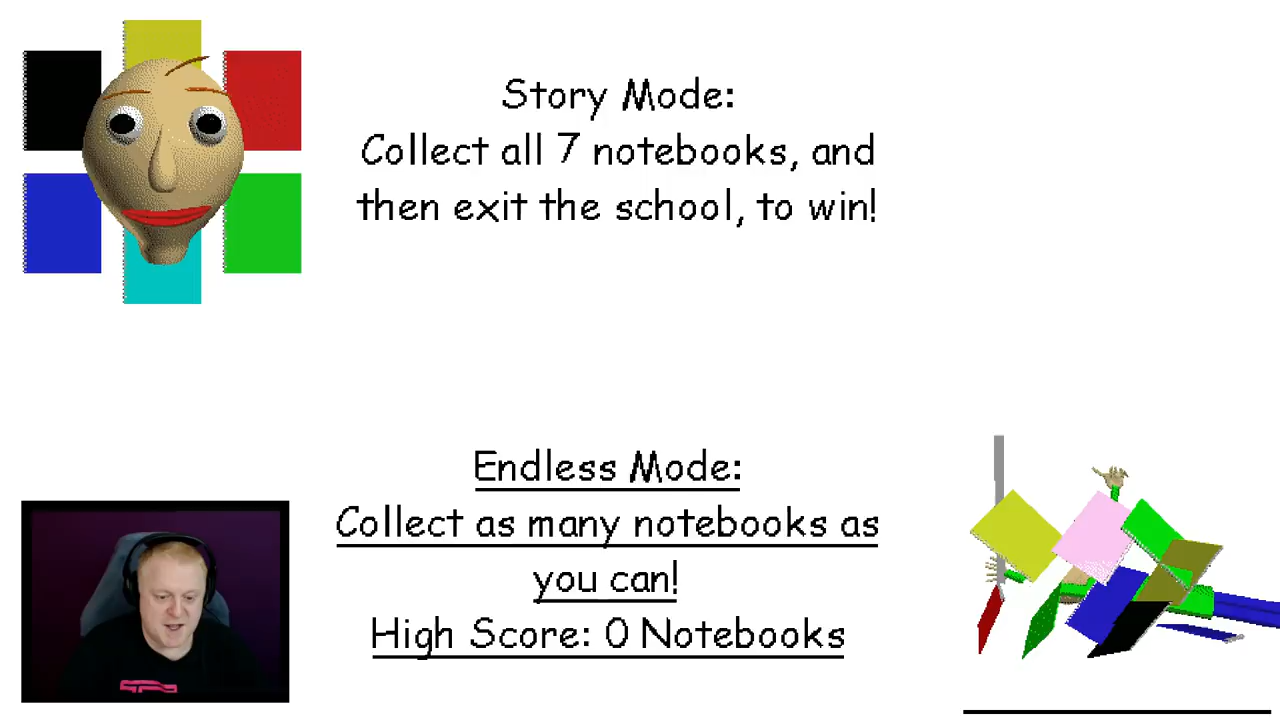 Story Mode:
Collect all 7 notebooks, and
then exit the school, to win!
Endless Mode:
Collect as many notebooks as
you can!
High Score: 0 Notebooks